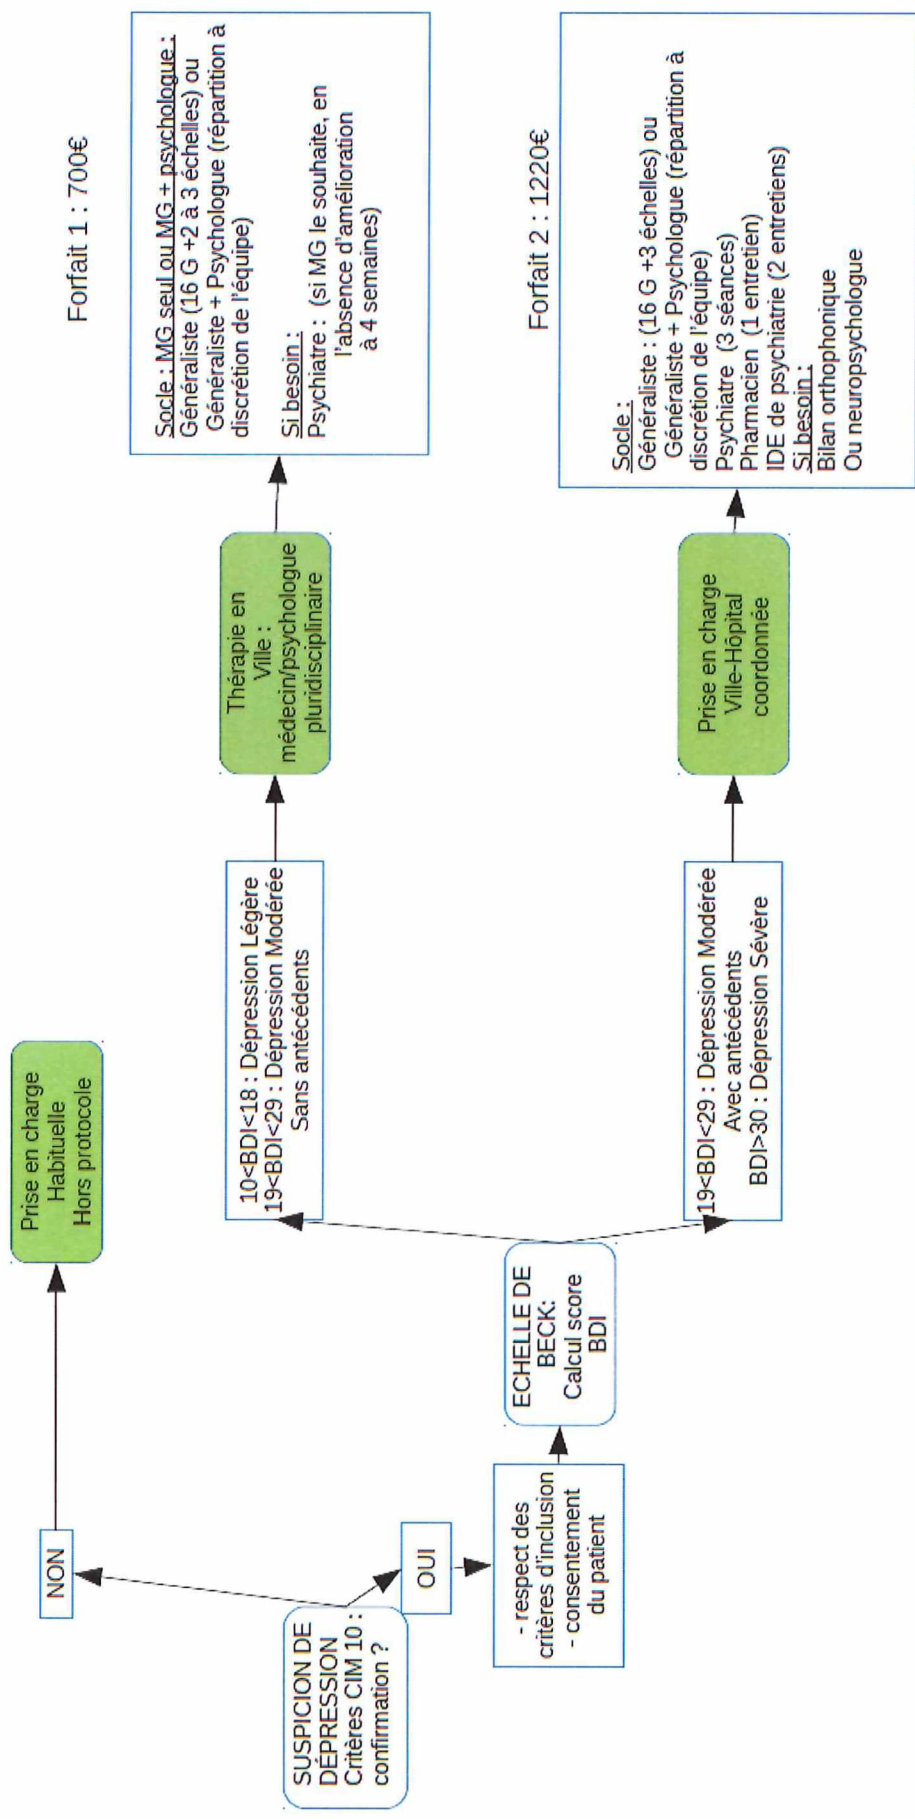 SUSPICION DE
DÉPRESSION
Critères CIM 10 :
confirmation ?
NON
Prise en charge
Habituelle
Hors protocole
OUI
- respect des
critères d'inclusion
- consentement
du patient
ECHELLE DE
BECK:
Calcul score
BDI
10<BDI<18 : Dépression Légère
19<BDI<29 : Dépression Modérée
Sans antécédents
Thérapie en
Ville :
médecin/psychologue
pluridisciplinaire
Forfait 1 : 700€
Socle : MG seul ou MG + psychologue :
Généraliste (16 G +2 à 3 échelles) ou
Généraliste + Psychologue (répartition à
discrétion de l'équipe)
Si besoin :
Psychiatre : (si MG le souhaite, en
l'absence d'amélioration
à 4 semaines)
19<BDI<29 : Dépression Modérée
Avec antécédents
BDI>30 : Dépression Sévère
Prise en charge
Ville-Hôpital
coordonnée
Forfait 2 : 1220€
Socle :
Généraliste : (16 G +3 échelles) ou
Généraliste + Psychologue (répartition à
discrétion de l'équipe)
Psychiatre (3 séances)
Pharmacien (1 entretien)
IDE de psychiatrie (2 entretiens)
Si besoin :
Bilan orthophonique
Ou neuropsychologue